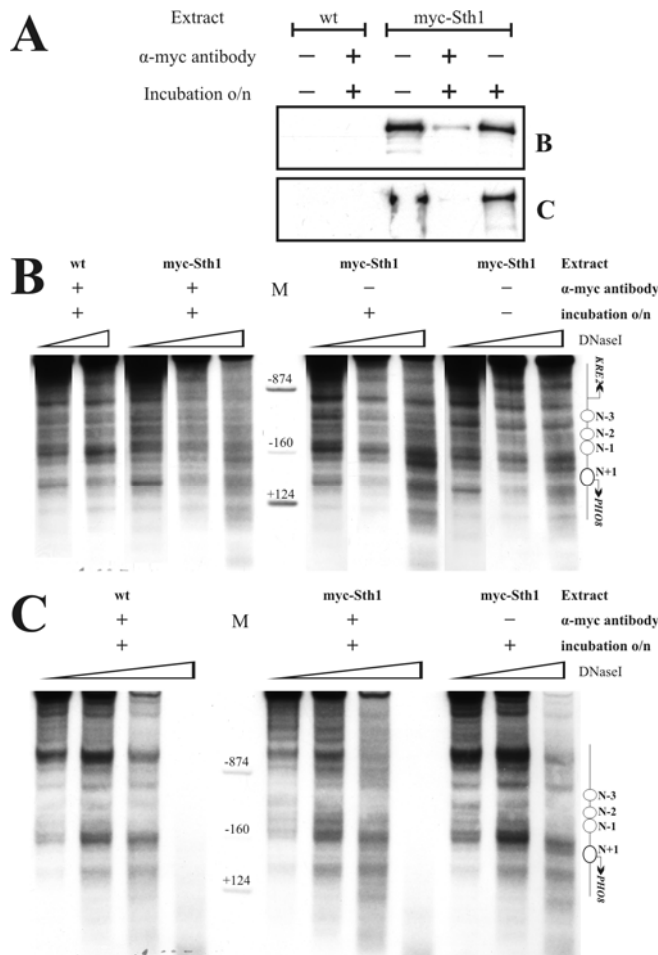 A
Extract wt myc-Sth1
α-myc antibody − + − + −
Incubation o/n − + − + +
B
C
B
wt myc-Sth1 myc-Sth1 myc-Sth1 Extract
+ + M − − α-myc antibody
+ + + − incubation o/n
DNaseI
-874
-160
+124
KRE2
N-3
N-2
N-1
N+1
PHO8
C
wt myc-Sth1 myc-Sth1 Extract
+ M + − α-myc antibody
+ + + incubation o/n
DNaseI
-874
-160
+124
N-3
N-2
N-1
N+1
PHO8